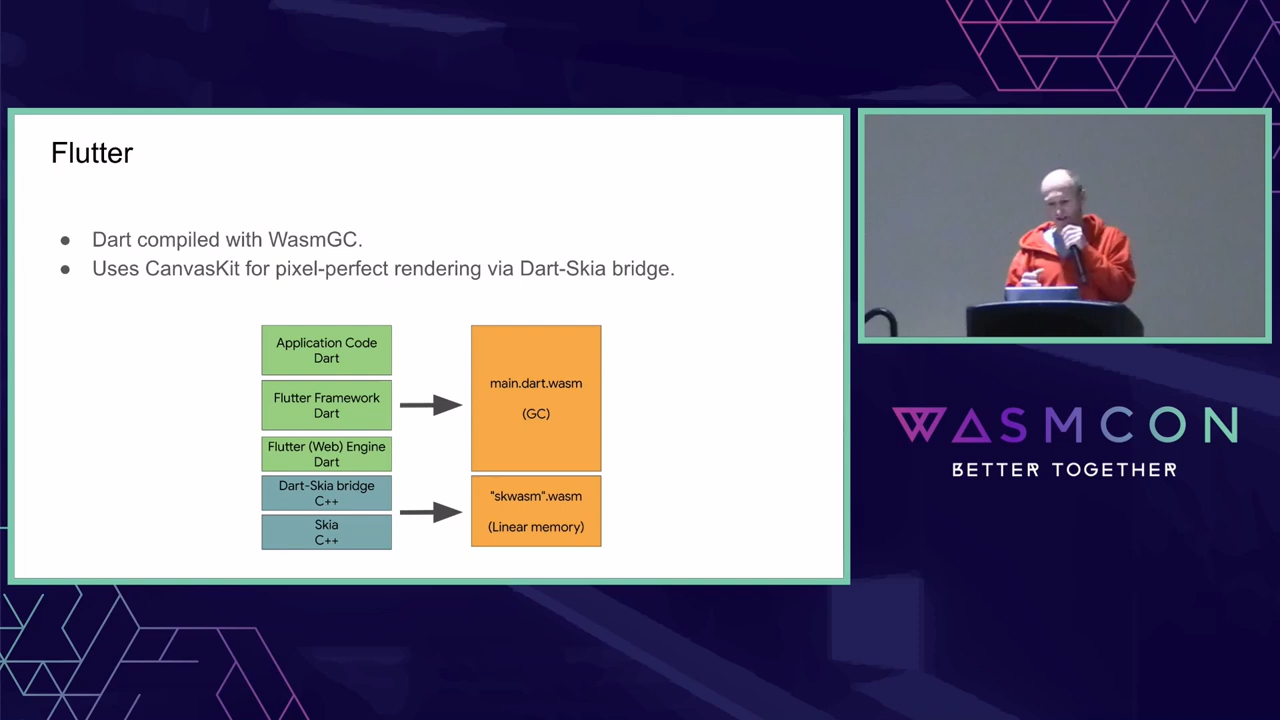 Flutter
● Dart compiled with WasmGC.
● Uses CanvasKit for pixel-perfect rendering via Dart-Skia bridge.
Application Code
Dart
Flutter Framework
Dart
Flutter (Web) Engine
Dart
Dart-Skia bridge
C++
Skia
C++
main.dart.wasm
(GC)
"skwasm".wasm
(Linear memory)
WASMCON
BETTER TOGETHER